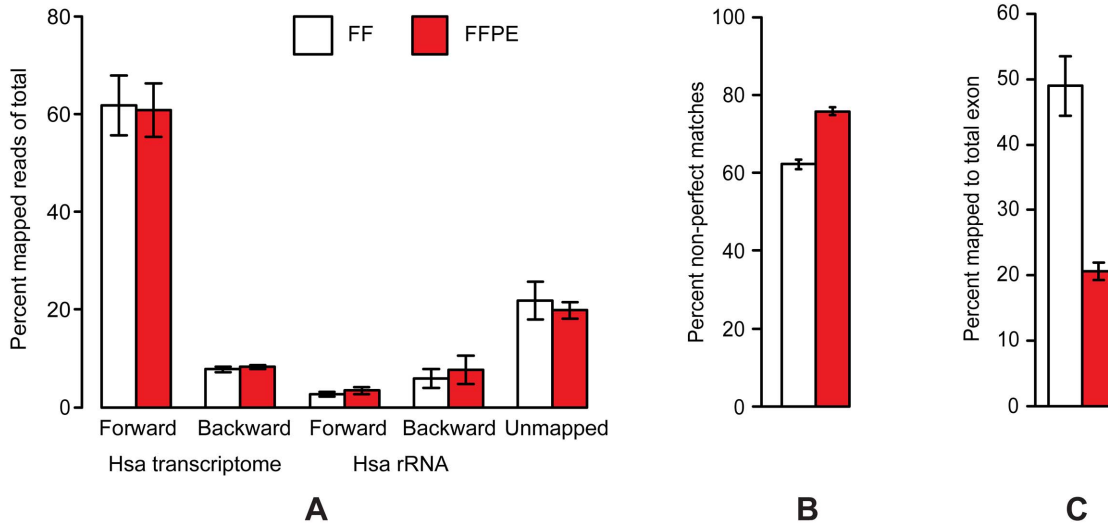 Percent mapped reads of total
80
60
40
20
0
FF
FFPE
Forward Backward Forward Backward Unmapped
Hsa transcriptome Hsa rRNA
A
Percent non-perfect matches
100
80
60
40
20
0
B
Percent mapped to total exon
60
50
40
30
20
10
0
C